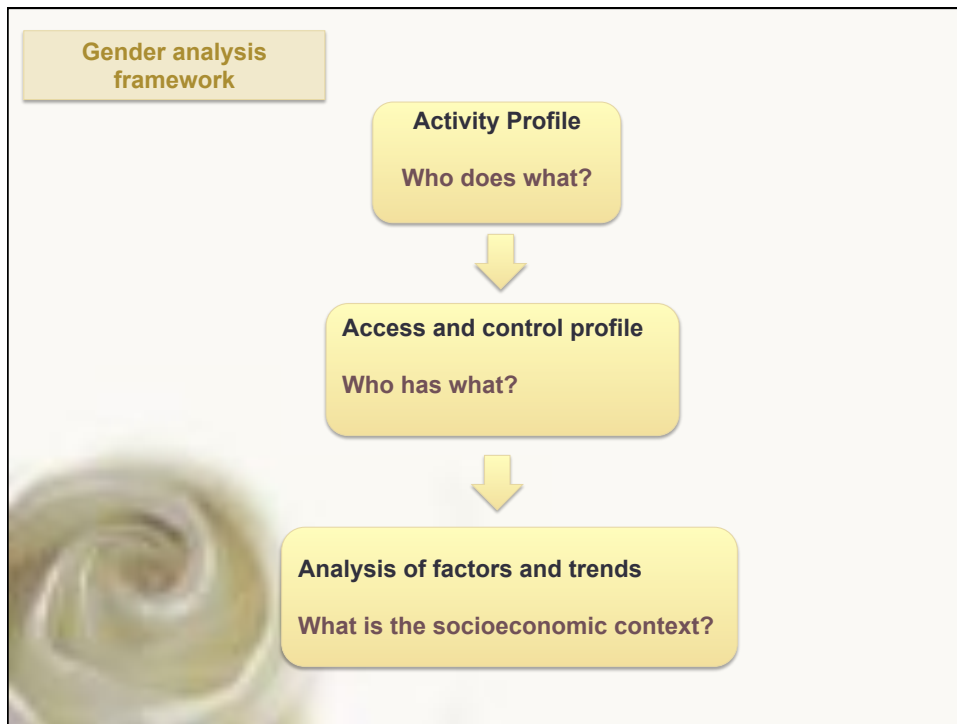 Gender analysis
framework
Activity Profile
Who does what?
Access and control profile
Who has what?
Analysis of factors and trends
What is the socioeconomic context?